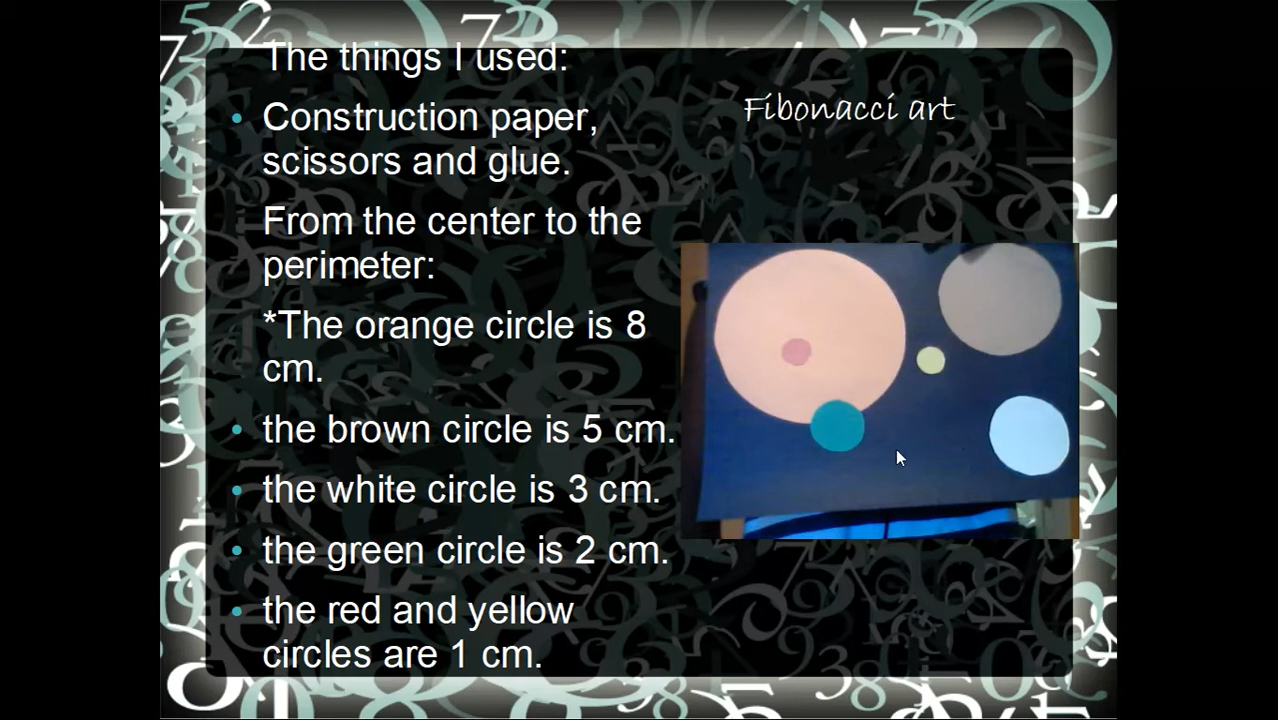 The things I used:
Fibonacci art
Construction paper,
scissors and glue.
From the center to the
perimeter:
*The orange circle is 8
cm.
the brown circle is 5 cm.
the white circle is 3 cm.
the green circle is 2 cm.
the red and yellow
circles are 1 cm.